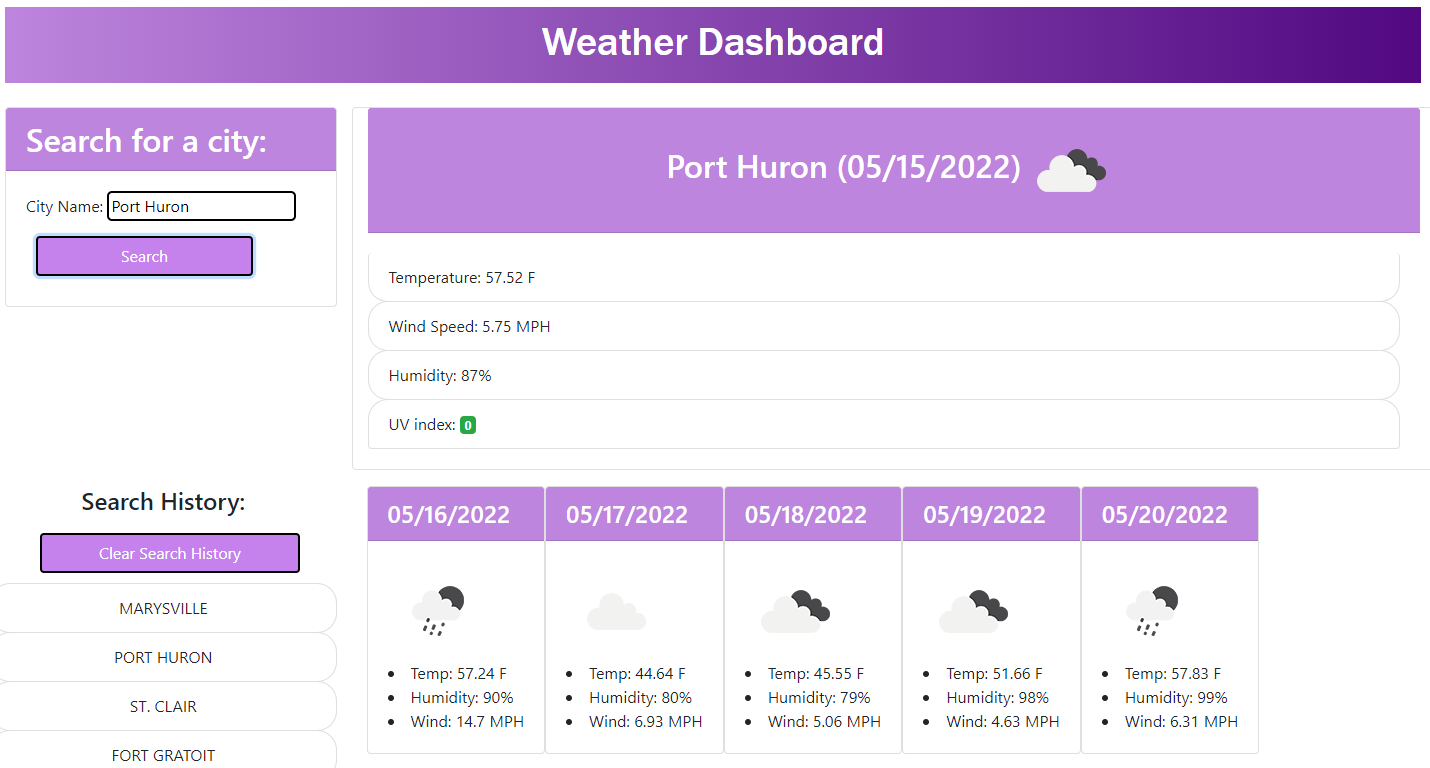 Weather Dashboard
Search for a city:
City Name: Port Huron
Search
Port Huron (05/15/2022)
Temperature: 57.52 F
Wind Speed: 5.75 MPH
Humidity: 87%
UV index: 0
Search History:
Clear Search History
MARYSVILLE
PORT HURON
ST. CLAIR
FORT GRATOIT
05/16/2022
Temp: 57.24 F
Humidity: 90%
Wind: 14.7 MPH
05/17/2022
Temp: 44.64 F
Humidity: 80%
Wind: 6.93 MPH
05/18/2022
Temp: 45.55 F
Humidity: 79%
Wind: 5.06 MPH
05/19/2022
Temp: 51.66 F
Humidity: 98%
Wind: 4.63 MPH
05/20/2022
Temp: 57.83 F
Humidity: 99%
Wind: 6.31 MPH